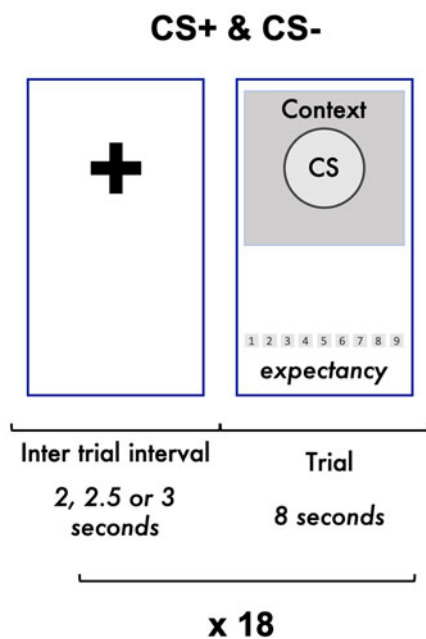 CS+ & CS-
Context
CS
1 2 3 4 5 6 7 8 9
expectancy
Inter trial interval
2, 2.5 or 3
seconds
Trial
8 seconds
x 18